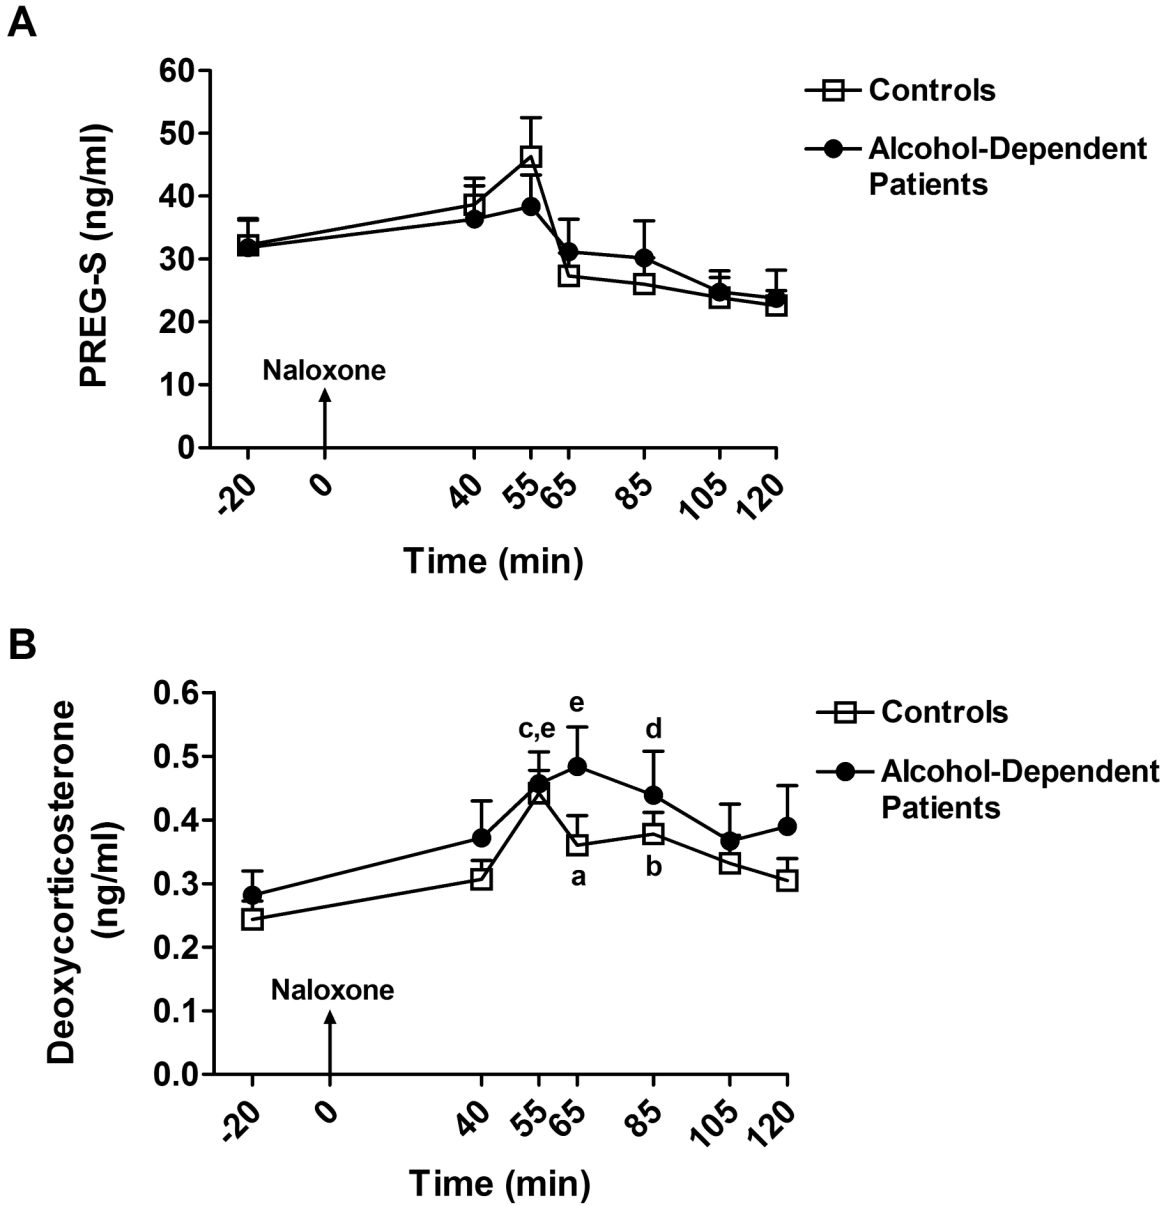 A
60
50
40
30
20
10
0
PREG-S (ng/ml)
Controls
Alcohol-Dependent
Patients
Naloxone
-20
0
40
55
65
85
105
120
Time (min)
B
0.6
0.5
0.4
0.3
0.2
0.1
0.0
Deoxycorticosterone
(ng/ml)
Controls
Alcohol-Dependent
Patients
e
c,e
d
a
b
Naloxone
-20
0
40
55
65
85
105
120
Time (min)